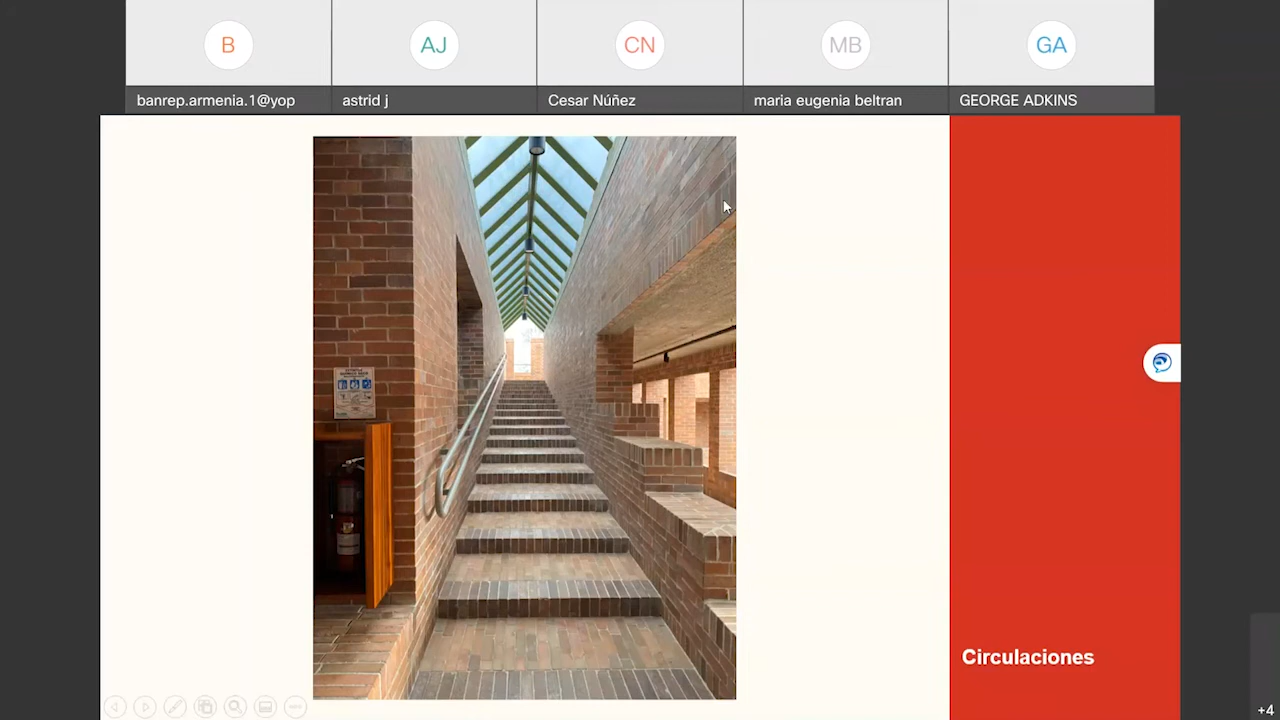 B
AJ
CN
MB
GA
banrep.armenia.1@yop
astrid j
Cesar Núñez
maria eugenia beltran
GEORGE ADKINS
Circulaciones
+4